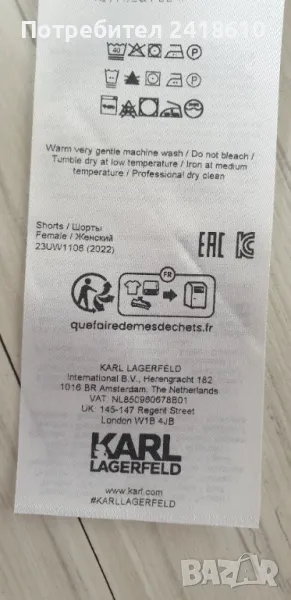 Потребител 2418610
40
P
P
Warm very gentle machine wash / Do not bleach /
Tumble dry at low temperature / Iron at medium
temperature / Professional dry clean
Shorts / Шорты
Female / Женский
23UW1106 (2022)
EAC
FR
quefairedemesdechets.fr
KARL LAGERFELD
International B.V., Herengracht 182
1016 BR Amsterdam, The Netherlands
VAT: NL850960678B01
UK: 145-147 Regent Street
London W1B 4JB
KARL
LAGERFELD
www.karl.com
#KARLLAGERFELD
BAZAR